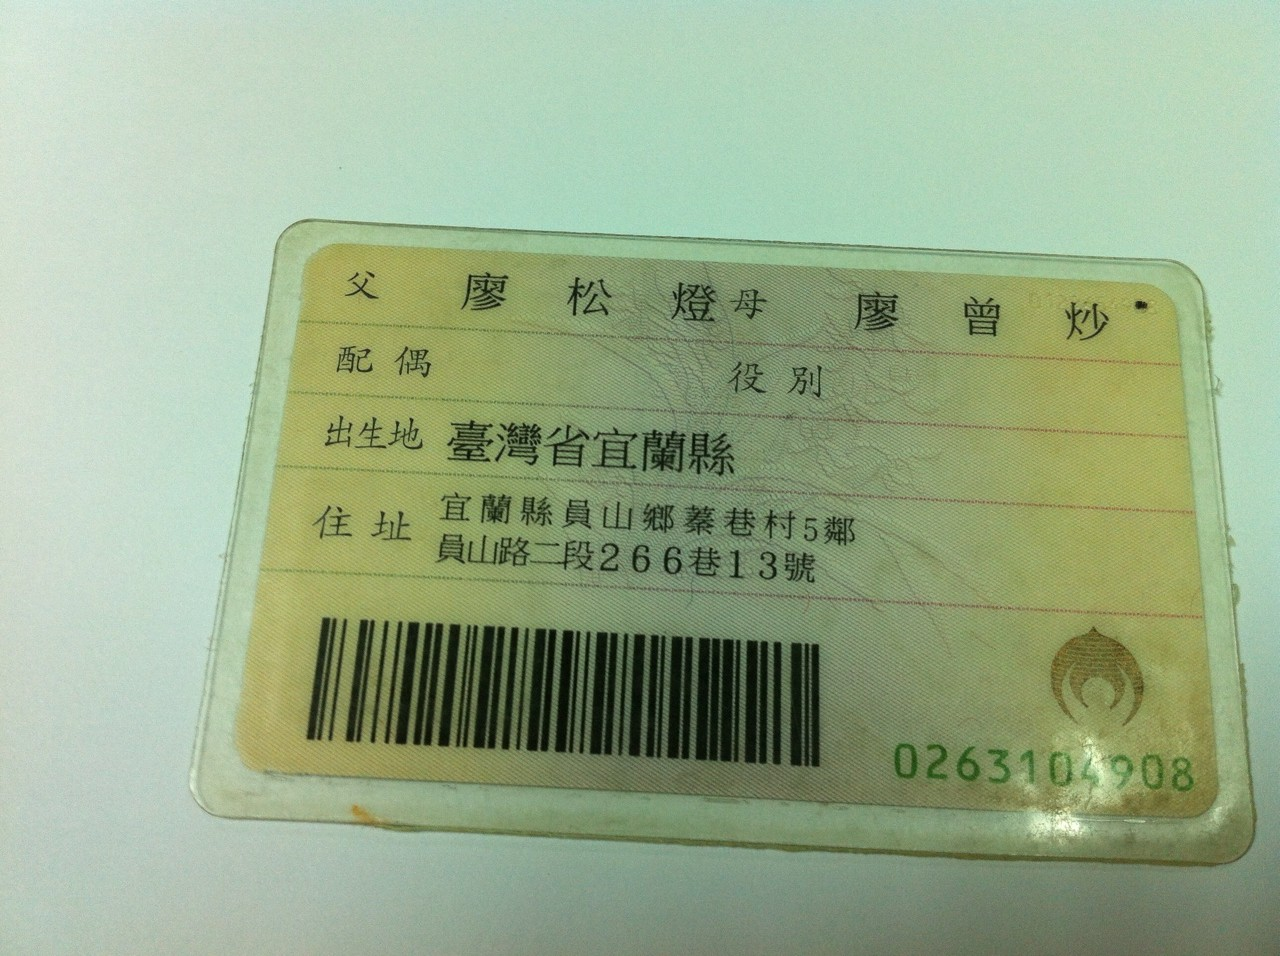 父 廖松燈 母 廖曾炒
配偶 役別
出生地 臺灣省宜蘭縣
住址 宜蘭縣員山鄉蓁巷村5鄰
員山路二段266巷13號
0263104908